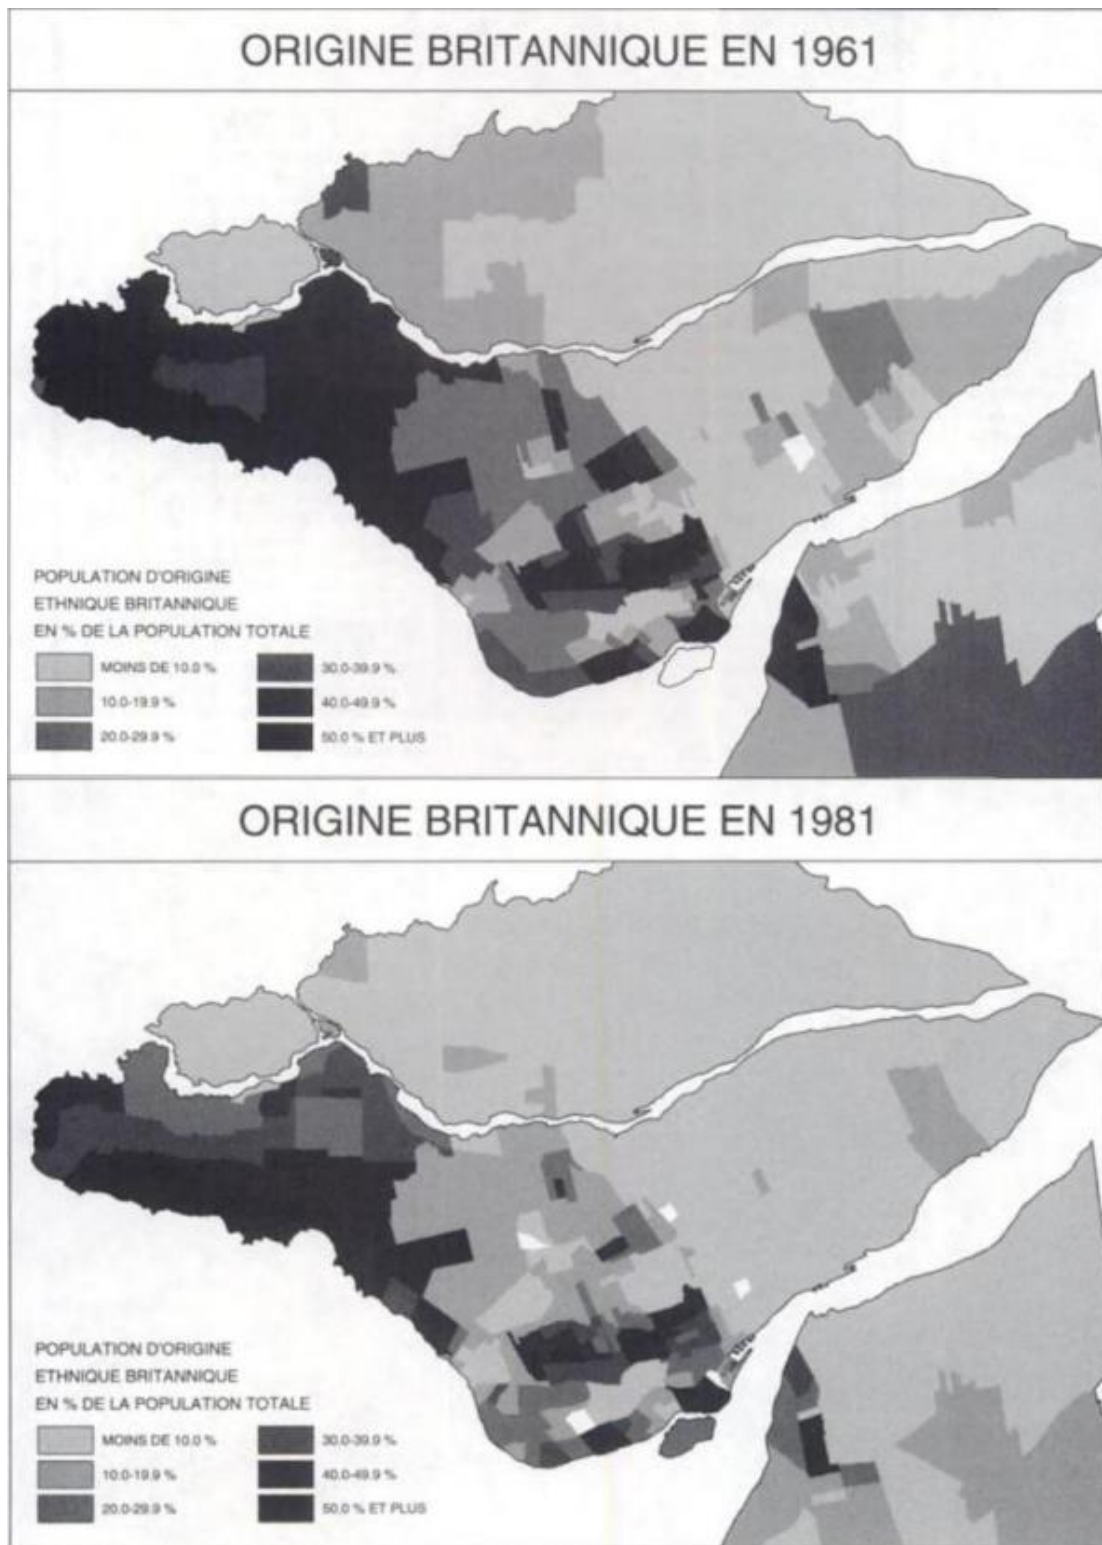 ORIGINE BRITANNIQUE EN 1961
POPULATION D'ORIGINE
ETHNIQUE BRITANNIQUE
EN % DE LA POPULATION TOTALE
MOINS DE 10.0 %
10.0-19.9 %
20.0-29.9 %
30.0-39.9 %
40.0-49.9 %
50.0 % ET PLUS
ORIGINE BRITANNIQUE EN 1981
POPULATION D'ORIGINE
ETHNIQUE BRITANNIQUE
EN % DE LA POPULATION TOTALE
MOINS DE 10.0 %
10.0-19.9 %
20.0-29.9 %
30.0-39.9 %
40.0-49.9 %
50.0 % ET PLUS